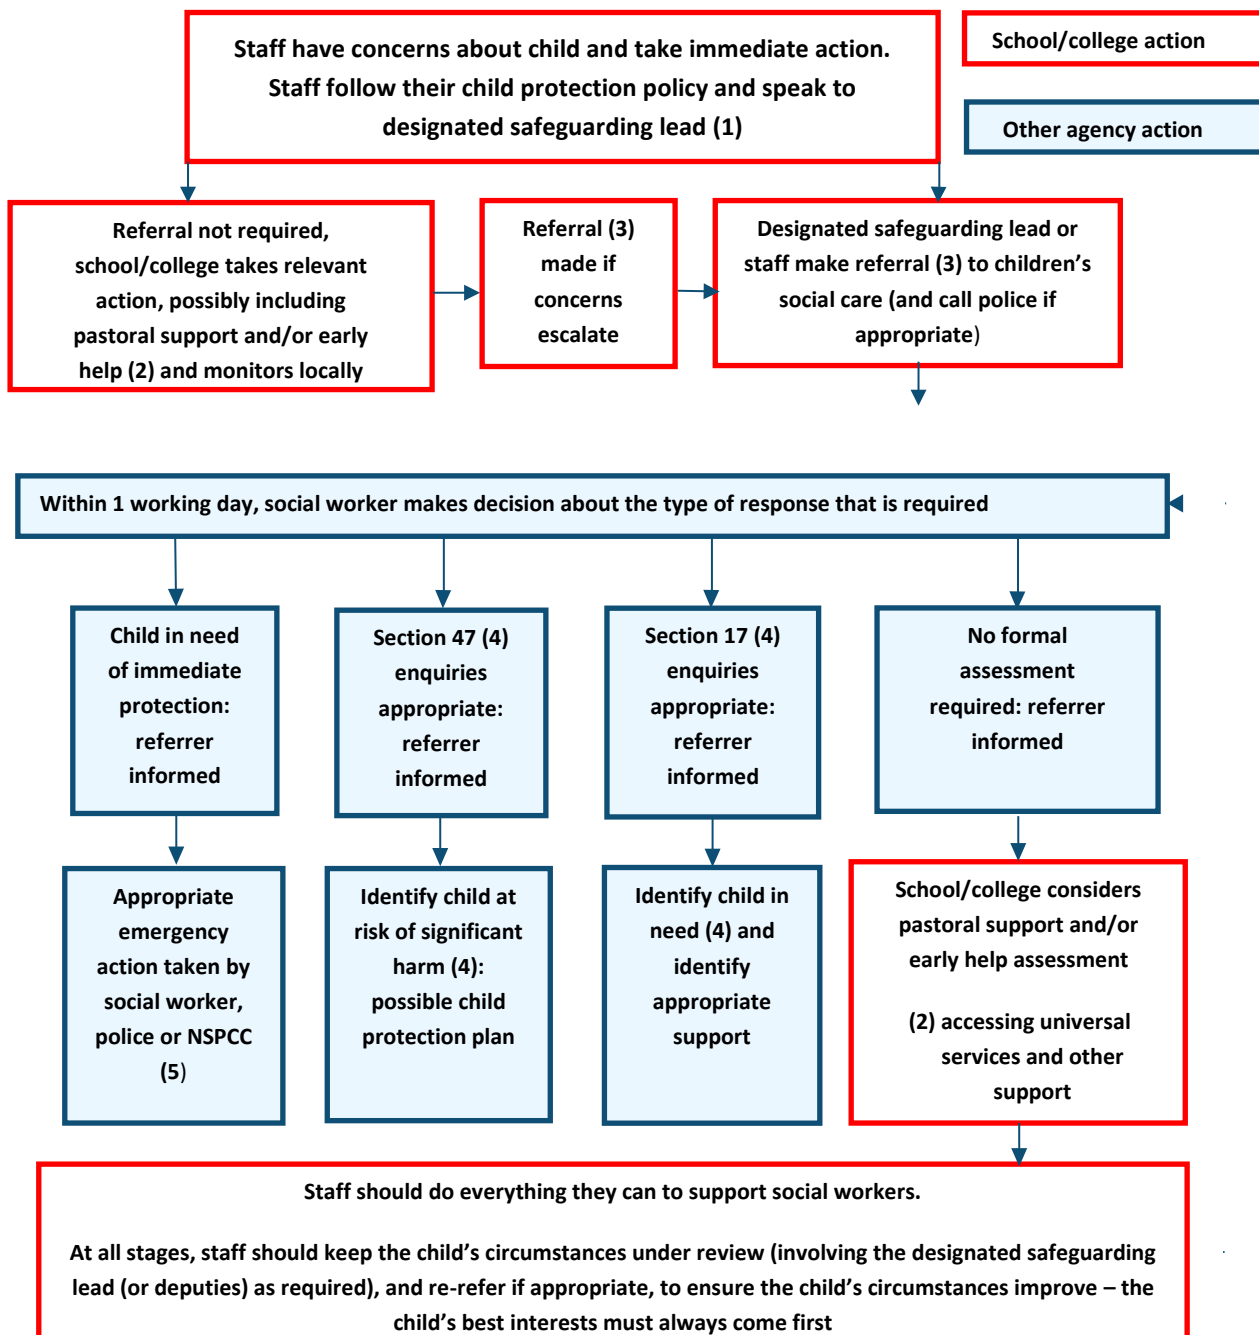 Staff have concerns about child and take immediate action.
Staff follow their child protection policy and speak to
designated safeguarding lead (1)
School/college action
Other agency action
Referral not required,
school/college takes relevant
action, possibly including
pastoral support and/or early
help (2) and monitors locally
Referral (3)
made if
concerns
escalate
Designated safeguarding lead or
staff make referral (3) to children’s
social care (and call police if
appropriate)
Within 1 working day, social worker makes decision about the type of response that is required
Child in need
of immediate
protection:
referrer
informed
Section 47 (4)
enquiries
appropriate:
referrer
informed
Section 17 (4)
enquiries
appropriate:
referrer
informed
No formal
assessment
required: referrer
informed
Appropriate
emergency
action taken by
social worker,
police or NSPCC
(5)
Identify child at
risk of significant
harm (4):
possible child
protection plan
Identify child in
need (4) and
identify
appropriate
support
School/college considers
pastoral support and/or
early help assessment
(2) accessing universal
services and other
support
Staff should do everything they can to support social workers.
At all stages, staff should keep the child’s circumstances under review (involving the designated safeguarding
lead (or deputies) as required), and re-refer if appropriate, to ensure the child’s circumstances improve – the
child’s best interests must always come first